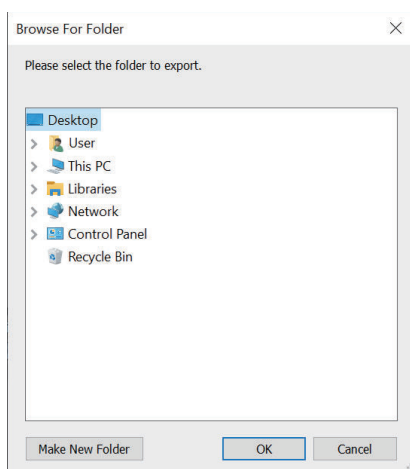 Browse For Folder
Please select the folder to export.
Desktop
User
This PC
Libraries
Network
Control Panel
Recycle Bin
Make New Folder OK Cancel